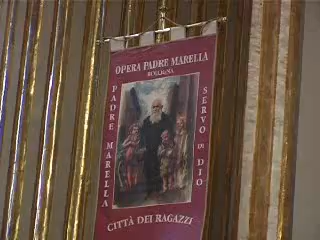 OPERA PADRE MARELLA
BOLOGNA
PADRE MARELLA
SERVO DI DIO
CITTÀ DEI RAGAZZI